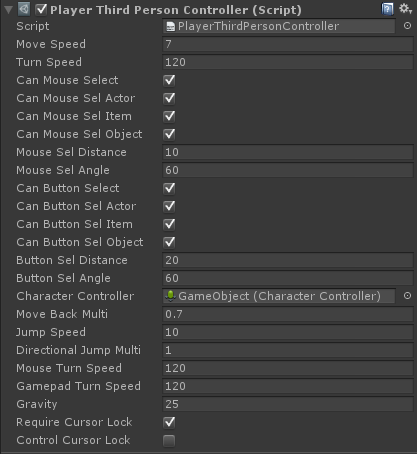 Player Third Person Controller (Script)
Script PlayerThirdPersonController
Move Speed 7
Turn Speed 120
Can Mouse Select
Can Mouse Sel Actor
Can Mouse Sel Item
Can Mouse Sel Object
Mouse Sel Distance 10
Mouse Sel Angle 60
Can Button Select
Can Button Sel Actor
Can Button Sel Item
Can Button Sel Object
Button Sel Distance 20
Button Sel Angle 60
Character Controller GameObject (Character Controller)
Move Back Multi 0.7
Jump Speed 10
Directional Jump Multi 1
Mouse Turn Speed 120
Gamepad Turn Speed 120
Gravity 25
Require Cursor Lock
Control Cursor Lock